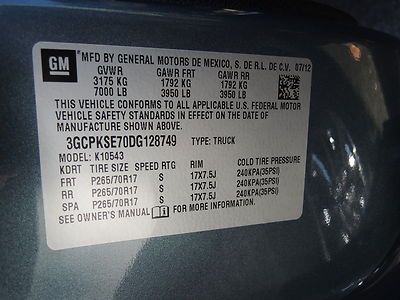 GM *MFD BY GENERAL MOTORS DE MEXICO, S. DE R.L. DE C.V. 07/12
GVWR GAWR FRT GAWR RR
3175 KG 1792 KG 1792 KG
7000 LB 3950 LB 3950 LB
THIS VEHICLE CONFORMS TO ALL APPLICABLE U.S. FEDERAL MOTOR
VEHICLE SAFETY STANDARDS IN EFFECT ON THE DATE OF
MANUFACTURE SHOWN ABOVE.
3GCPKSE70DG128749 TYPE: TRUCK
MODEL: K10543
KDRT TIRE SIZE SPEED RTG RIM COLD TIRE PRESSURE
FRT P265/70R17 S 17X7.5J 240KPA(35PSI)
RR P265/70R17 S 17X7.5J 240KPA(35PSI)
SPA P265/70R17 S 17X7.5J 240KPA(35PSI)
SEE OWNER'S MANUAL FOR MORE INFORMATION.